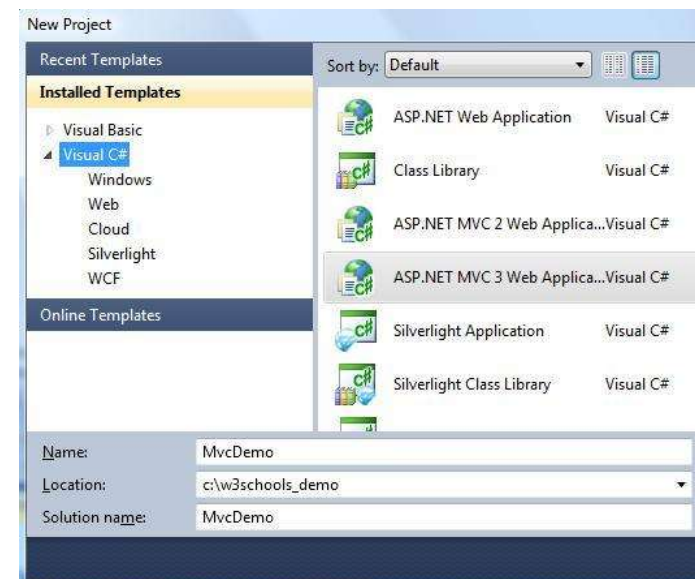 New Project
Recent Templates
Installed Templates
Visual Basic
Visual C#
Windows
Web
Cloud
Silverlight
WCF
Online Templates
Sort by: Default
ASP.NET Web Application Visual C#
Class Library Visual C#
ASP.NET MVC 2 Web Applica...Visual C#
ASP.NET MVC 3 Web Applica...Visual C#
Silverlight Application Visual C#
Silverlight Class Library Visual C#
Name: MvcDemo
Location: c:\w3schools_demo
Solution name: MvcDemo